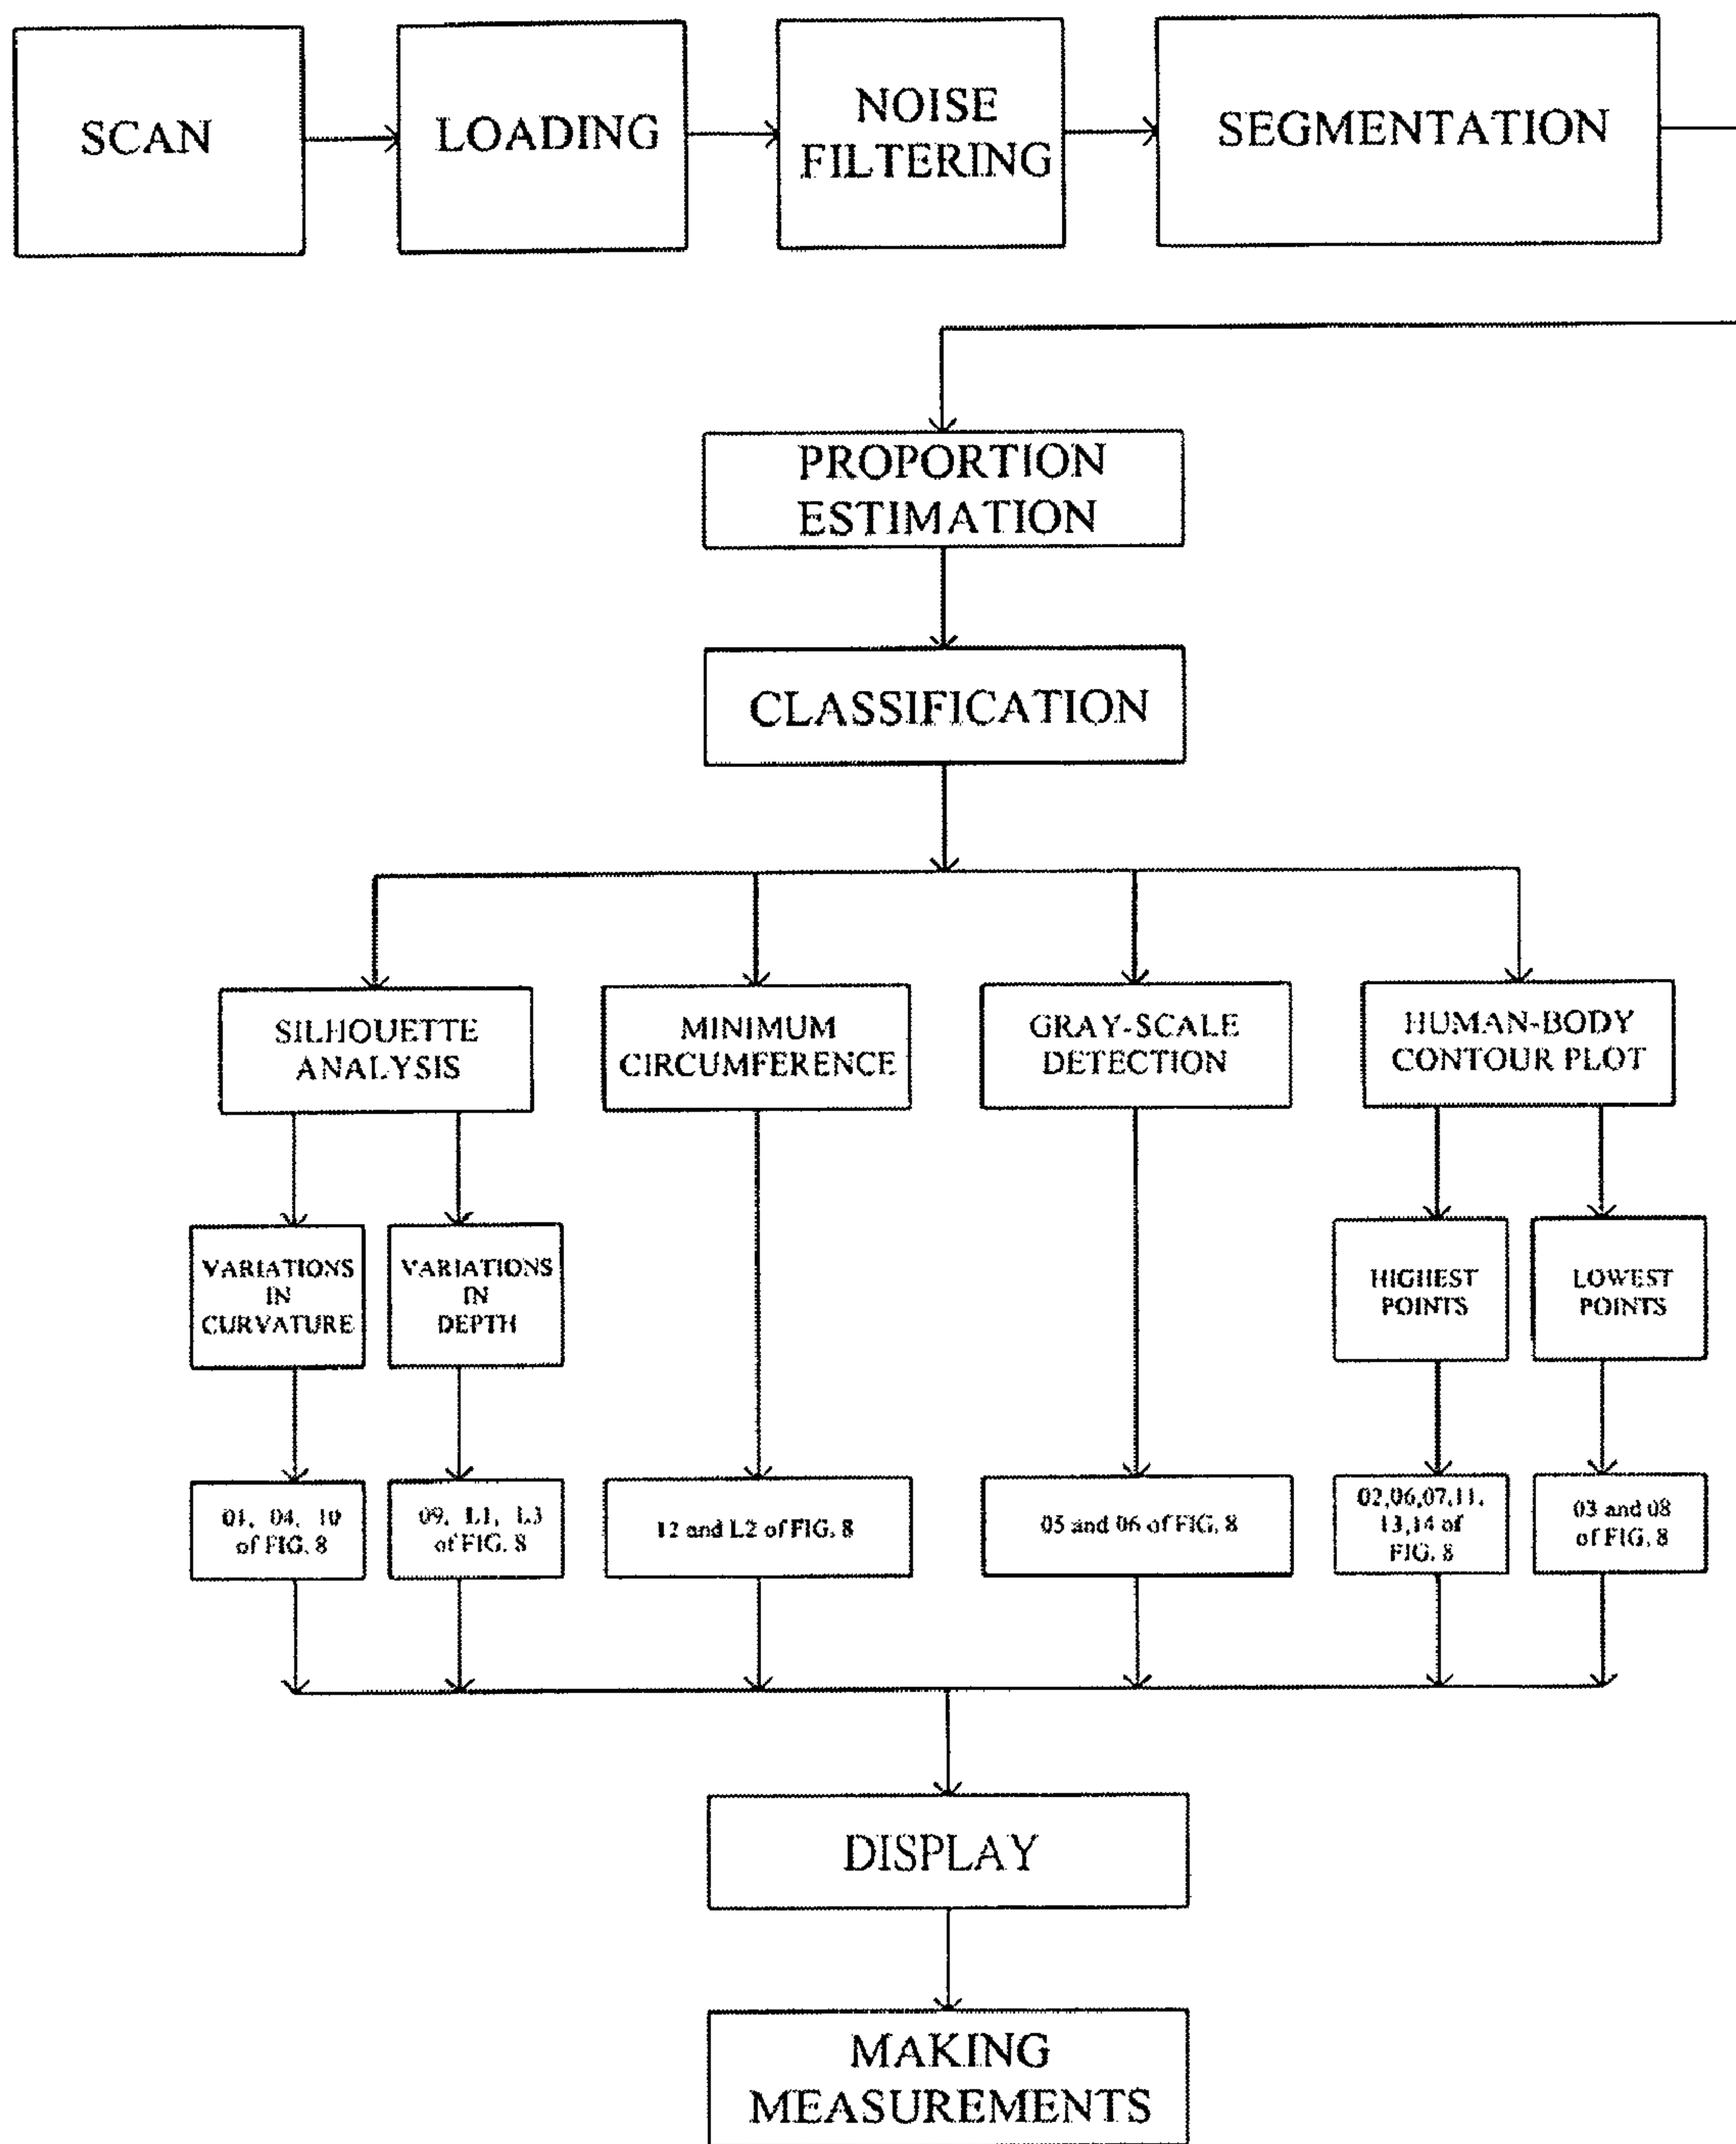 SCAN
LOADING
NOISE
FILTERING
SEGMENTATION
PROPORTION
ESTIMATION
CLASSIFICATION
SILHOUETTE
ANALYSIS
MINIMUM
CIRCUMFERENCE
GRAY-SCALE
DETECTION
HUMAN-BODY
CONTOUR PLOT
VARIATIONS
IN
CURVATURE
VARIATIONS
IN
DEPTH
HIGHEST
POINTS
LOWEST
POINTS
01, 04, 10
of FIG. 8
09, L1, L3
of FIG. 8
12 and L2 of FIG. 8
05 and 06 of FIG. 8
02,06,07,11,
13,14 of
FIG. 8
03 and 08
of FIG. 8
DISPLAY
MAKING
MEASUREMENTS